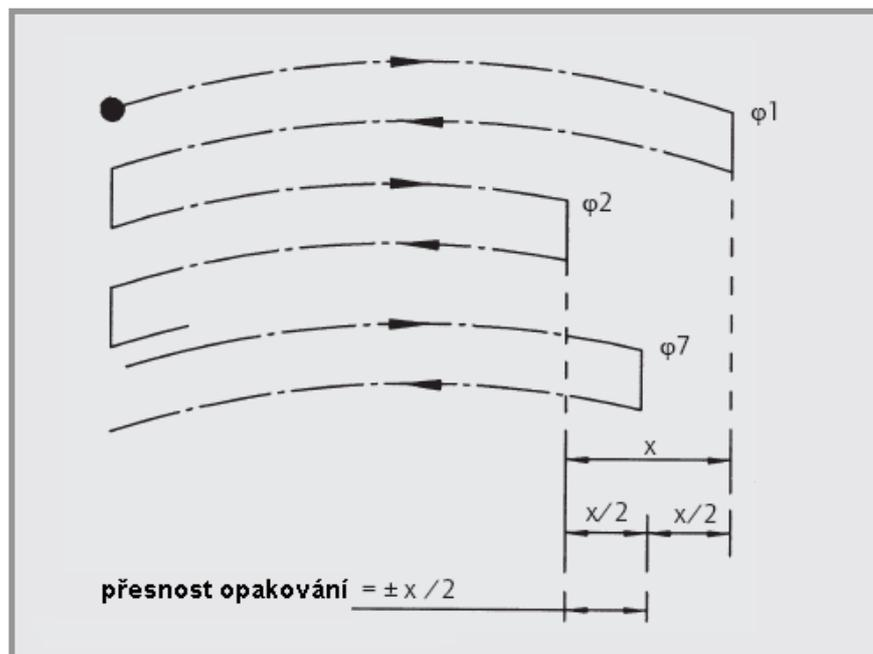 φ1
φ2
φ7
x
x/2 x/2
přesnost opakování = ± x /2